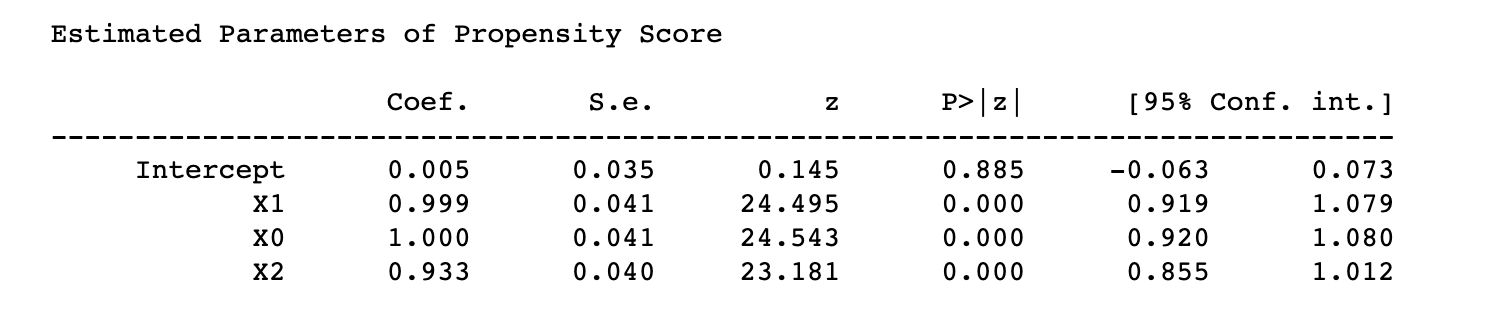 Estimated Parameters of Propensity Score
Coef. S.e. z P>|z| [95% Conf. int.]
--------------------------------------------------------------------------------
Intercept 0.005 0.035 0.145 0.885 -0.063 0.073
X1 0.999 0.041 24.495 0.000 0.919 1.079
X0 1.000 0.041 24.543 0.000 0.920 1.080
X2 0.933 0.040 23.181 0.000 0.855 1.012